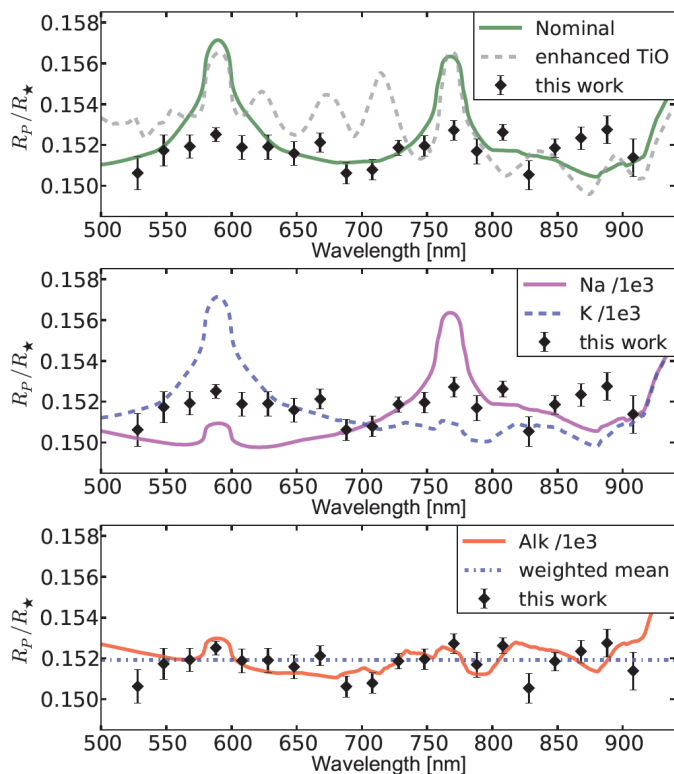 0.158
0.156
0.154
0.152
0.150
R_P/R_★
Nominal
enhanced TiO
this work
500 550 600 650 700 750 800 850 900
Wavelength [nm]
0.158
0.156
0.154
0.152
0.150
R_P/R_★
Na /1e3
K /1e3
this work
500 550 600 650 700 750 800 850 900
Wavelength [nm]
0.158
0.156
0.154
0.152
0.150
R_P/R_★
Alk /1e3
weighted mean
this work
500 550 600 650 700 750 800 850 900
Wavelength [nm]